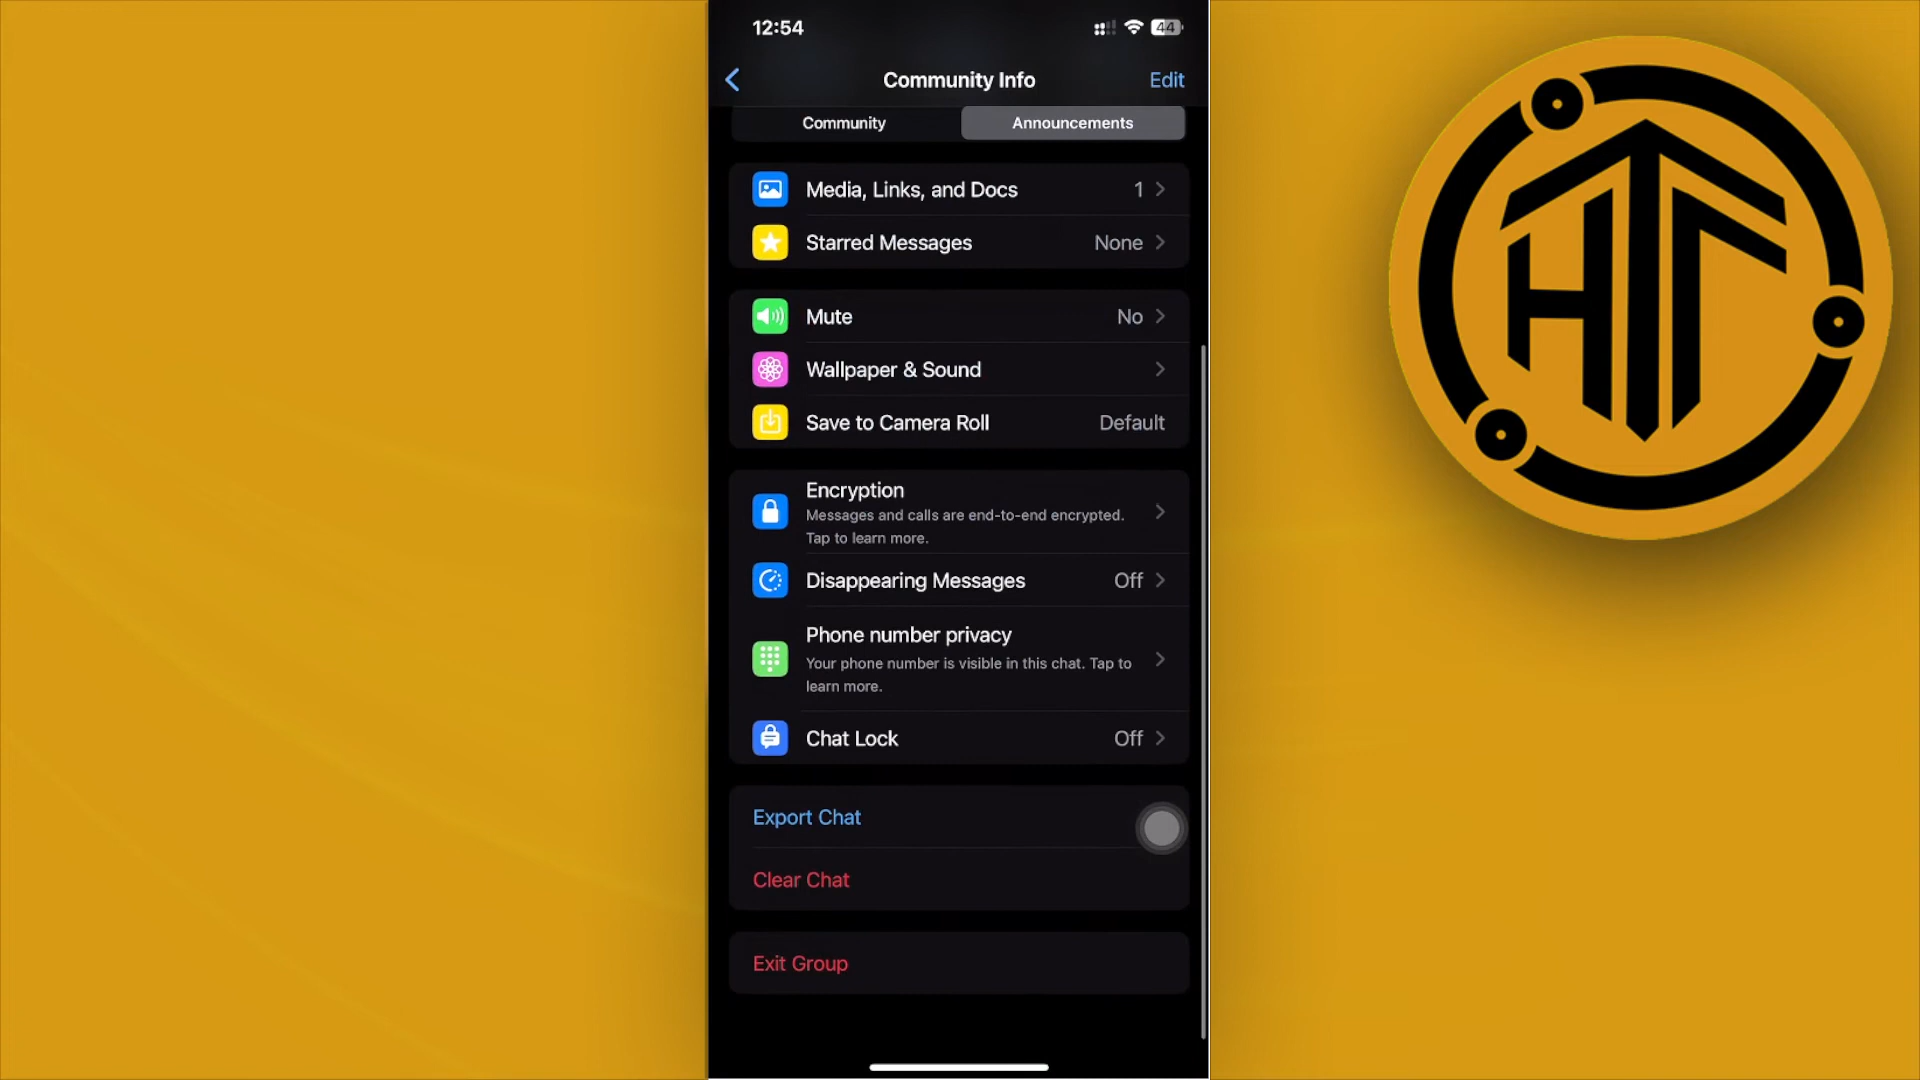 12:54
44
Community Info
Edit
Community
Announcements
Media, Links, and Docs
1
Starred Messages
None
Mute
No
Wallpaper & Sound
Save to Camera Roll
Default
Encryption
Messages and calls are end-to-end encrypted.
Tap to learn more.
Disappearing Messages
Off
Phone number privacy
Your phone number is visible in this chat. Tap to
learn more.
Chat Lock
Off
Export Chat
Clear Chat
Exit Group
HT